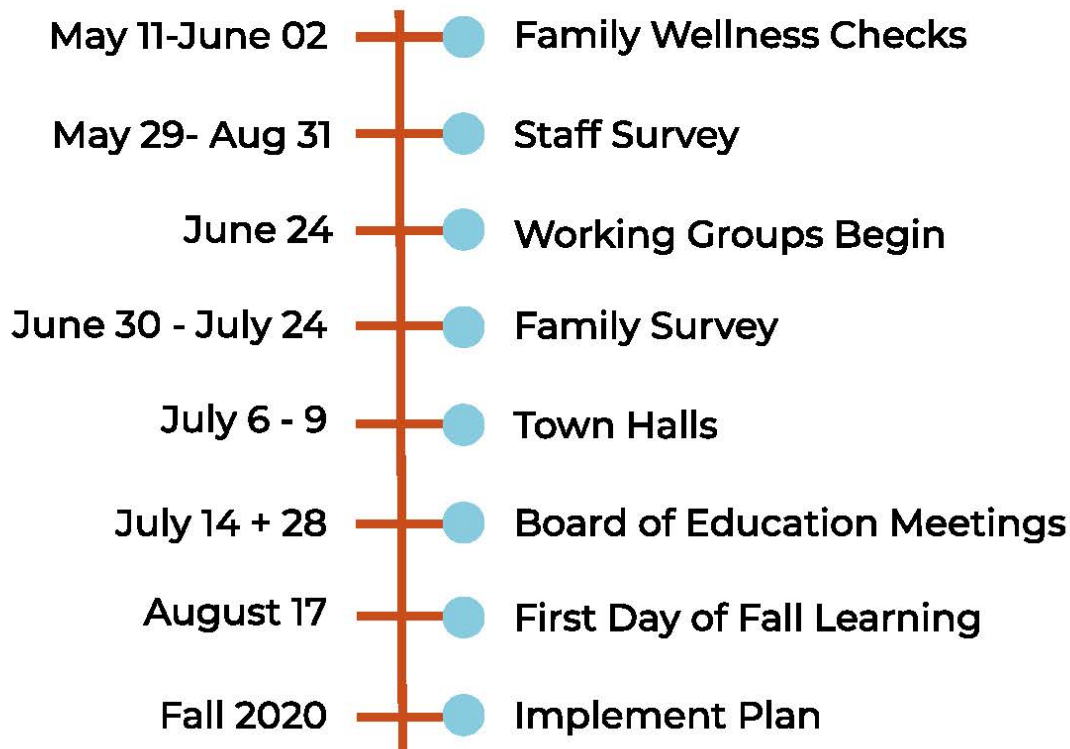 May 11-June 02 Family Wellness Checks
May 29- Aug 31 Staff Survey
June 24 Working Groups Begin
June 30 - July 24 Family Survey
July 6 - 9 Town Halls
July 14 + 28 Board of Education Meetings
August 17 First Day of Fall Learning
Fall 2020 Implement Plan